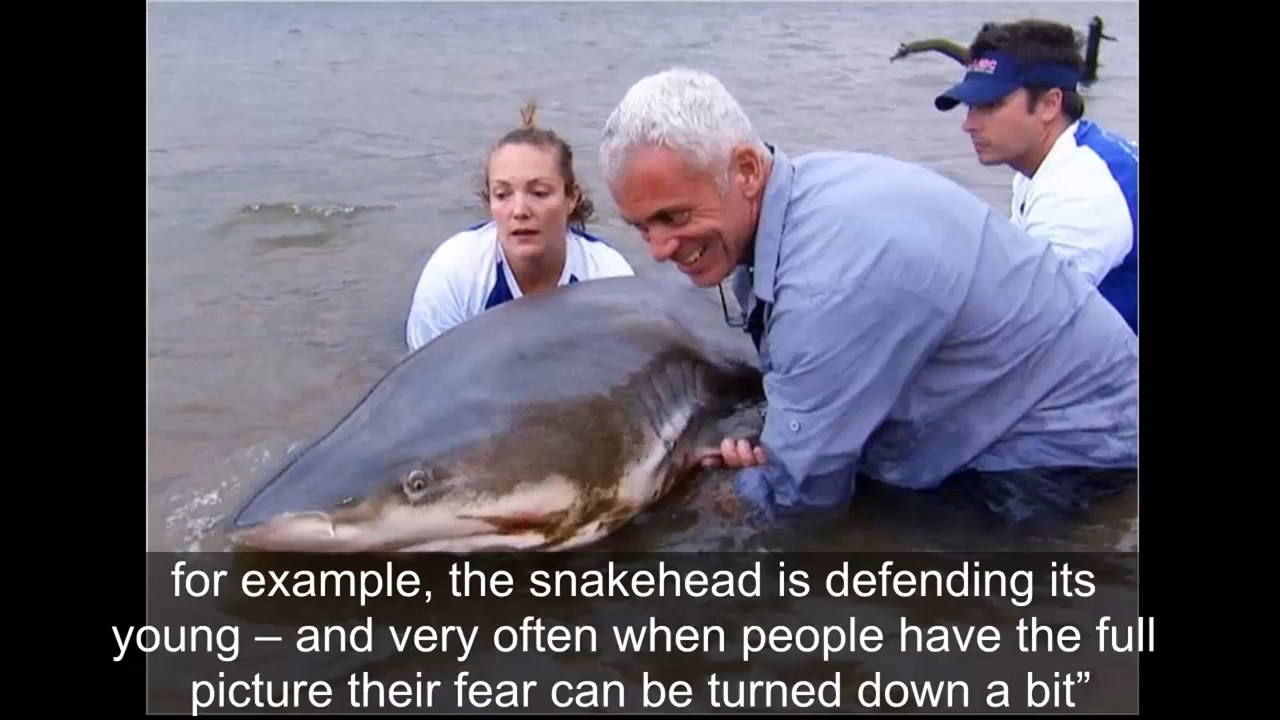 for example, the snakehead is defending its
young – and very often when people have the full
picture their fear can be turned down a bit”